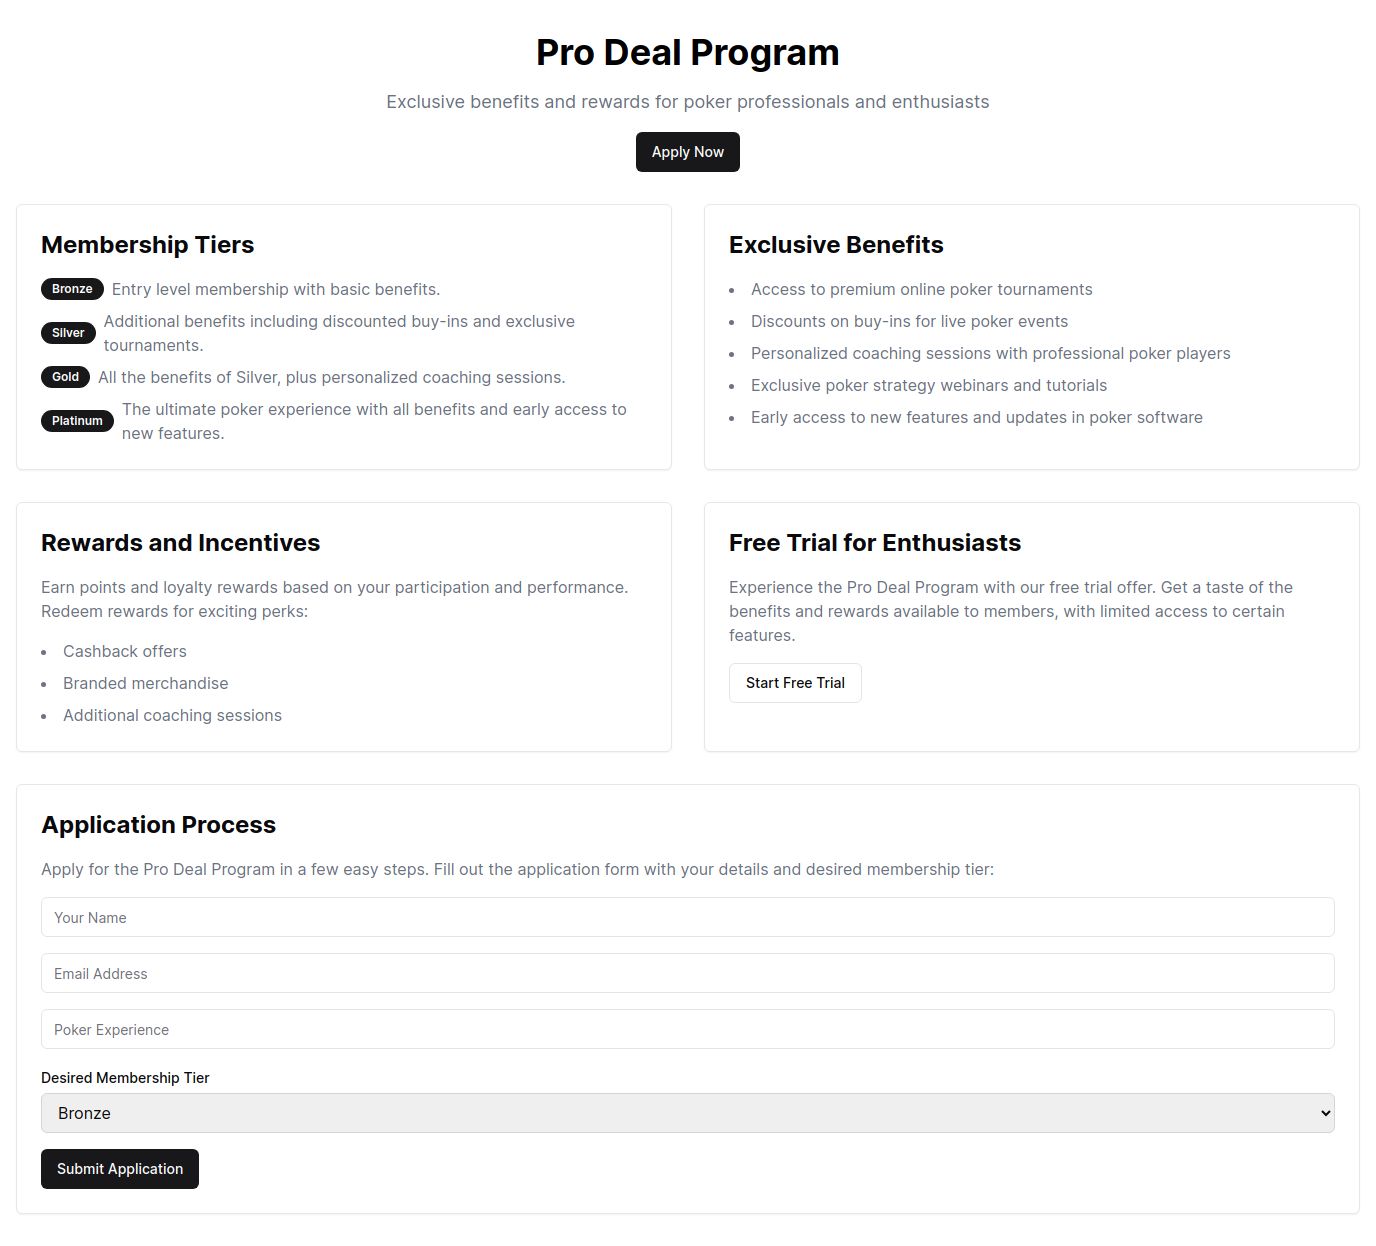 Pro Deal Program
Exclusive benefits and rewards for poker professionals and enthusiasts
Apply Now
Membership Tiers
Bronze Entry level membership with basic benefits.
Silver Additional benefits including discounted buy-ins and exclusive
tournaments.
Gold All the benefits of Silver, plus personalized coaching sessions.
Platinum The ultimate poker experience with all benefits and early access to
new features.
Exclusive Benefits
• Access to premium online poker tournaments
• Discounts on buy-ins for live poker events
• Personalized coaching sessions with professional poker players
• Exclusive poker strategy webinars and tutorials
• Early access to new features and updates in poker software
Rewards and Incentives
Earn points and loyalty rewards based on your participation and performance.
Redeem rewards for exciting perks:
• Cashback offers
• Branded merchandise
• Additional coaching sessions
Free Trial for Enthusiasts
Experience the Pro Deal Program with our free trial offer. Get a taste of the
benefits and rewards available to members, with limited access to certain
features.
Start Free Trial
Application Process
Apply for the Pro Deal Program in a few easy steps. Fill out the application form with your details and desired membership tier:
Your Name
Email Address
Poker Experience
Desired Membership Tier
Bronze
Submit Application